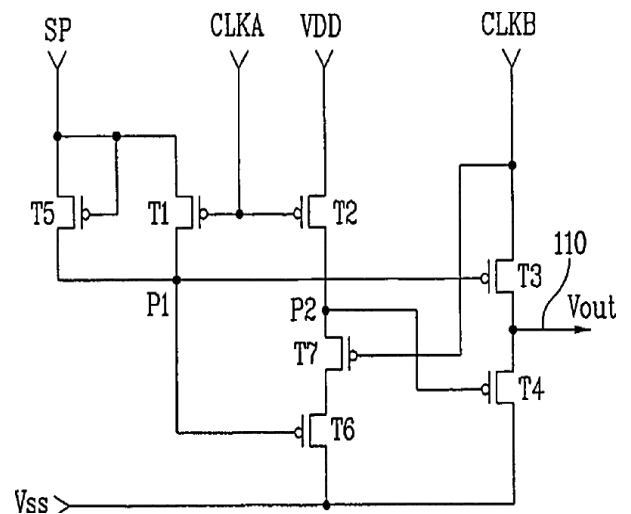 SP CLKA VDD CLKB
T5 T1 T2
110
T3
Vout
P1 P2
T7
T4
T6
Vss